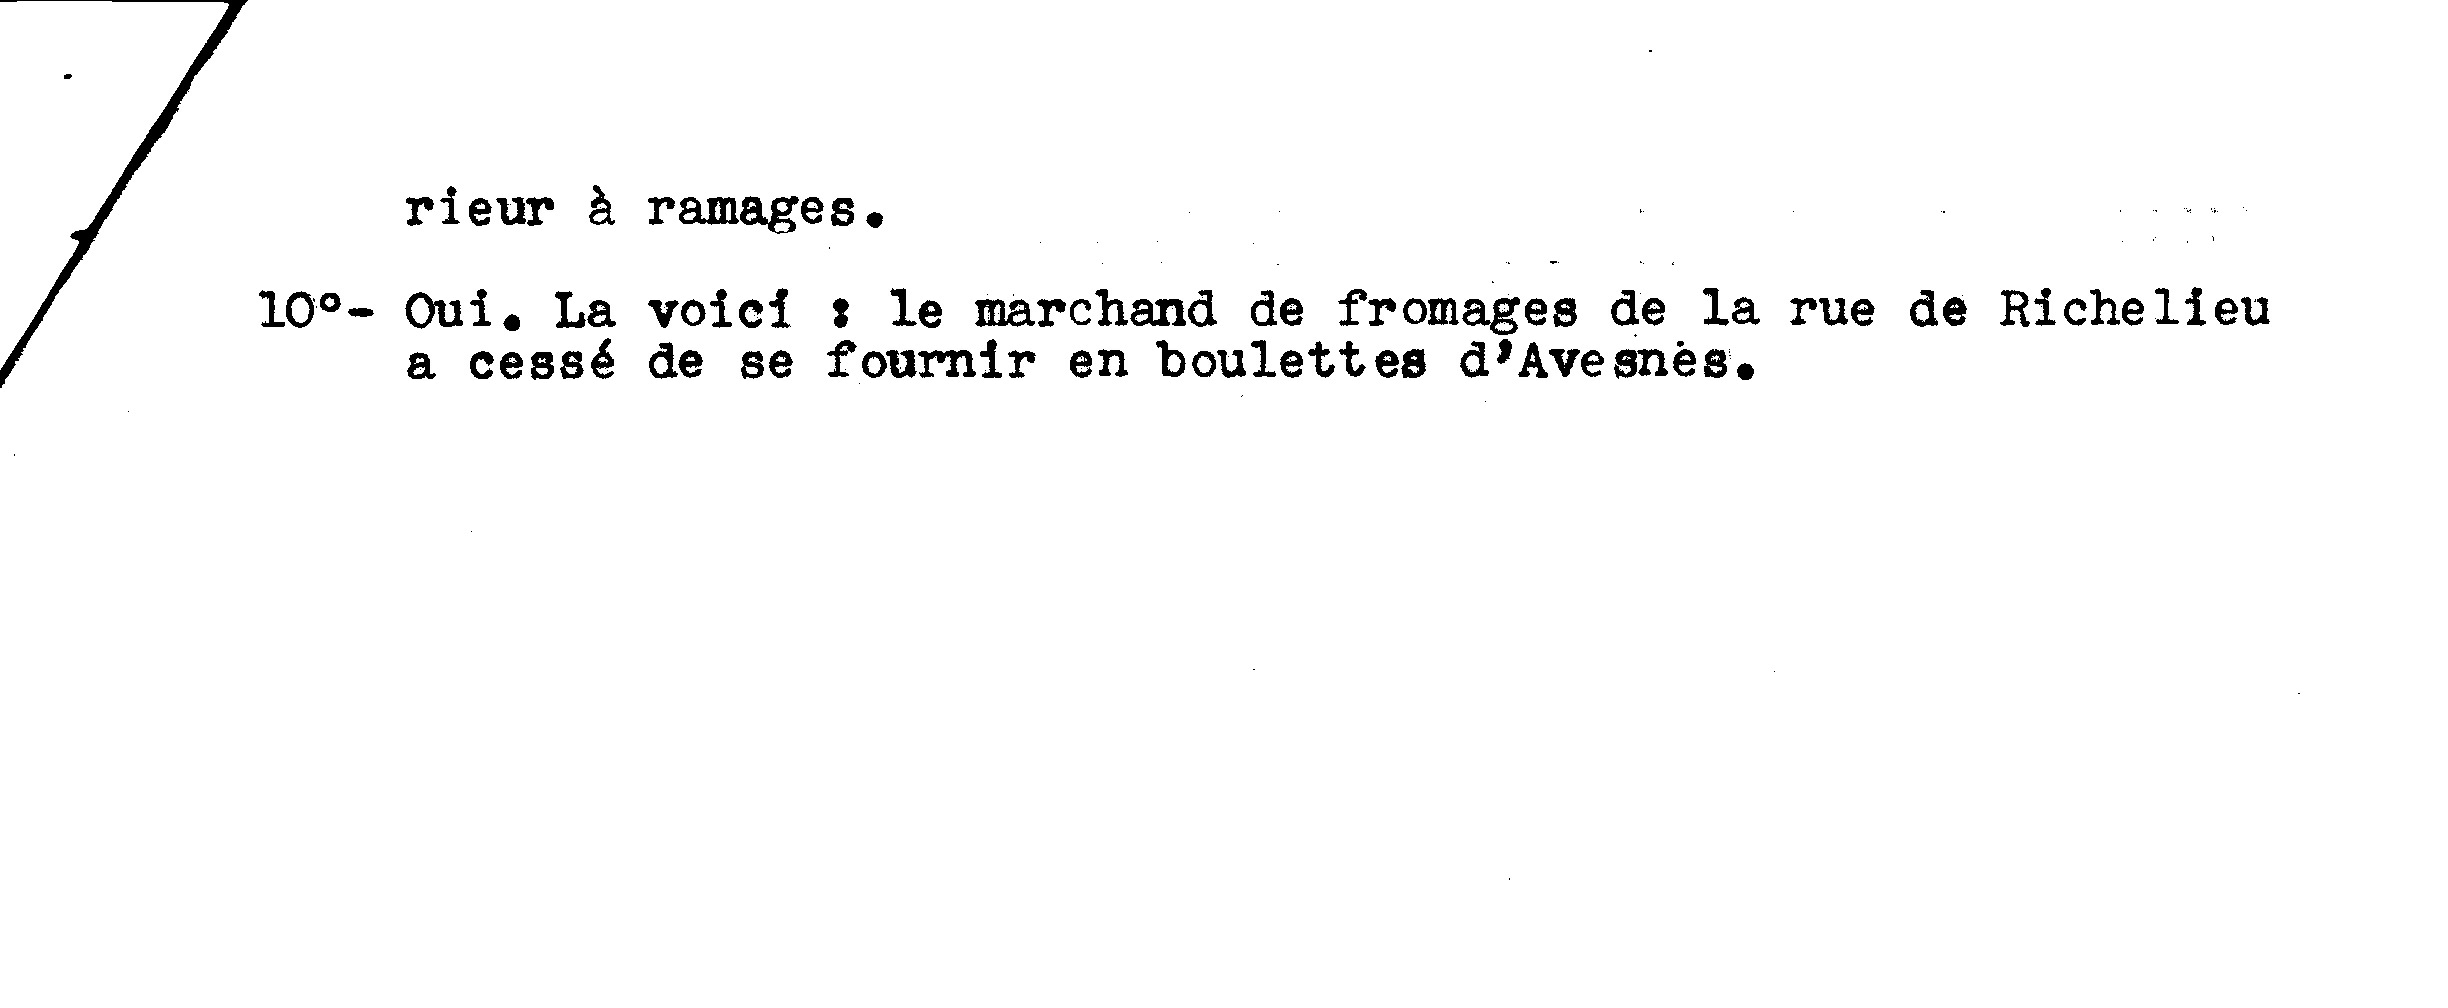 rieur à ramages.
10°- Oui. La voici : le marchand de fromages de la rue de Richelieu
a cessé de se fournir en boulettes d'Avesnes.